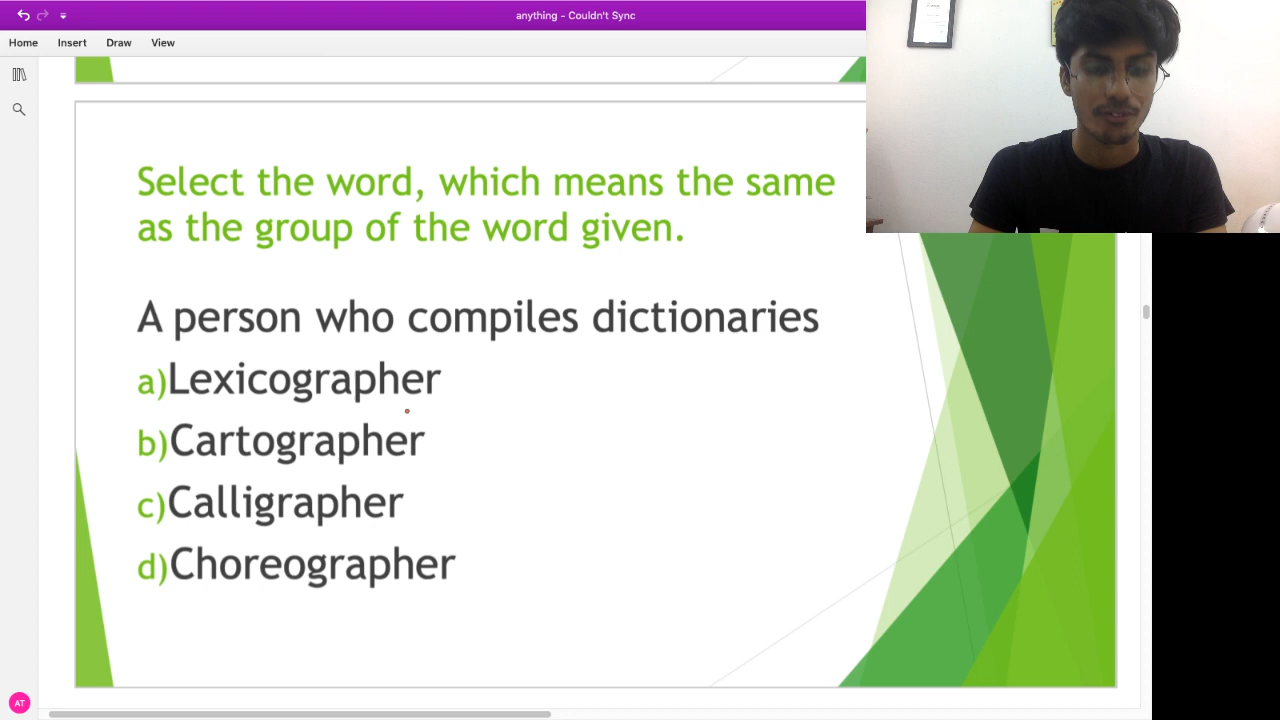 anything - Couldn't Sync
Home Insert Draw View
Select the word, which means the same
as the group of the word given.
A person who compiles dictionaries
a)Lexicographer
b)Cartographer
c)Calligrapher
d)Choreographer
AT